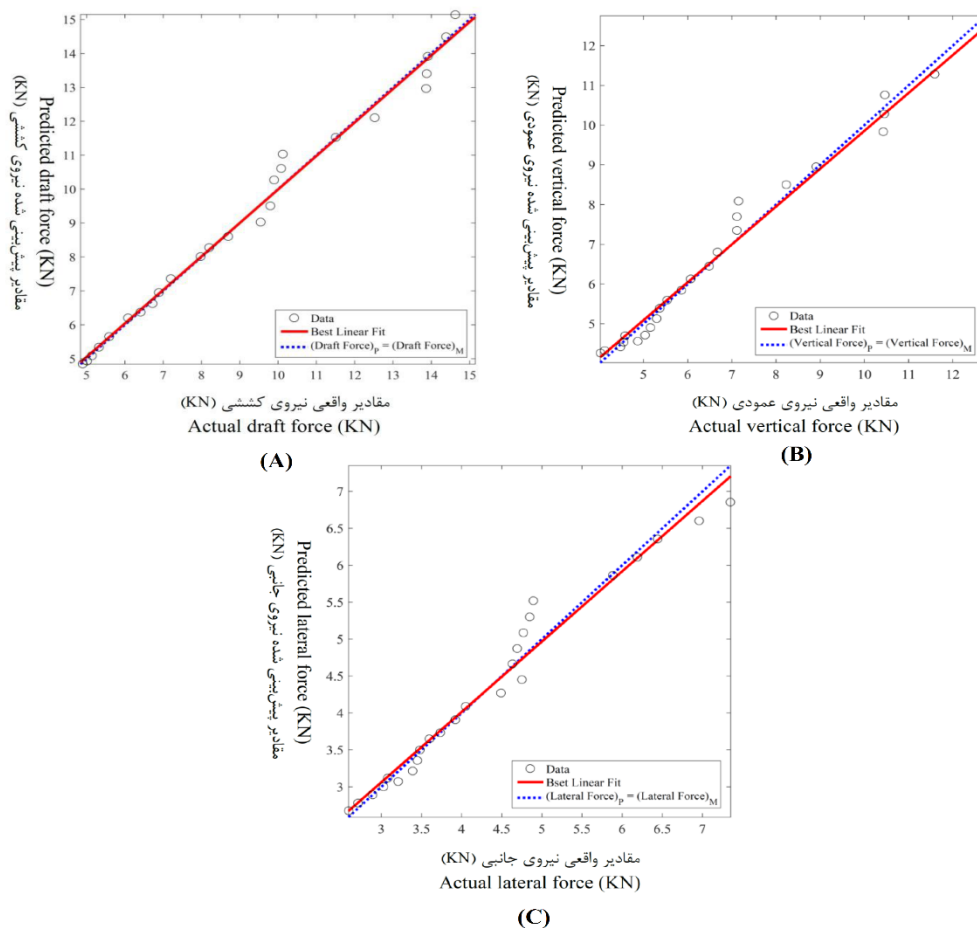 15
14
13
12
11
10
9
8
7
6
5
Predicted draft force (KN)
مقادیر پیش‌بینی شده نیروی کششی (KN)
Data
Best Linear Fit
(Draft Force)P = (Draft Force)M
5 6 7 8 9 10 11 12 13 14 15
مقادیر واقعی نیروی کششی (KN)
Actual draft force (KN)
(A)
12
11
10
9
8
7
6
5
Predicted vertical force (KN)
مقادیر پیش‌بینی شده نیروی عمودی (KN)
Data
Best Linear Fit
(Vertical Force)P = (Vertical Force)M
5 6 7 8 9 10 11 12
مقادیر واقعی نیروی عمودی (KN)
Actual vertical force (KN)
(B)
7
6.5
6
5.5
5
4.5
4
3.5
3
Predicted lateral force (KN)
مقادیر پیش‌بینی شده نیروی جانبی (KN)
Data
Bset Linear Fit
(Lateral Force)P = (Lateral Force)M
3 3.5 4 4.5 5 5.5 6 6.5 7
مقادیر واقعی نیروی جانبی (KN)
Actual lateral force (KN)
(C)